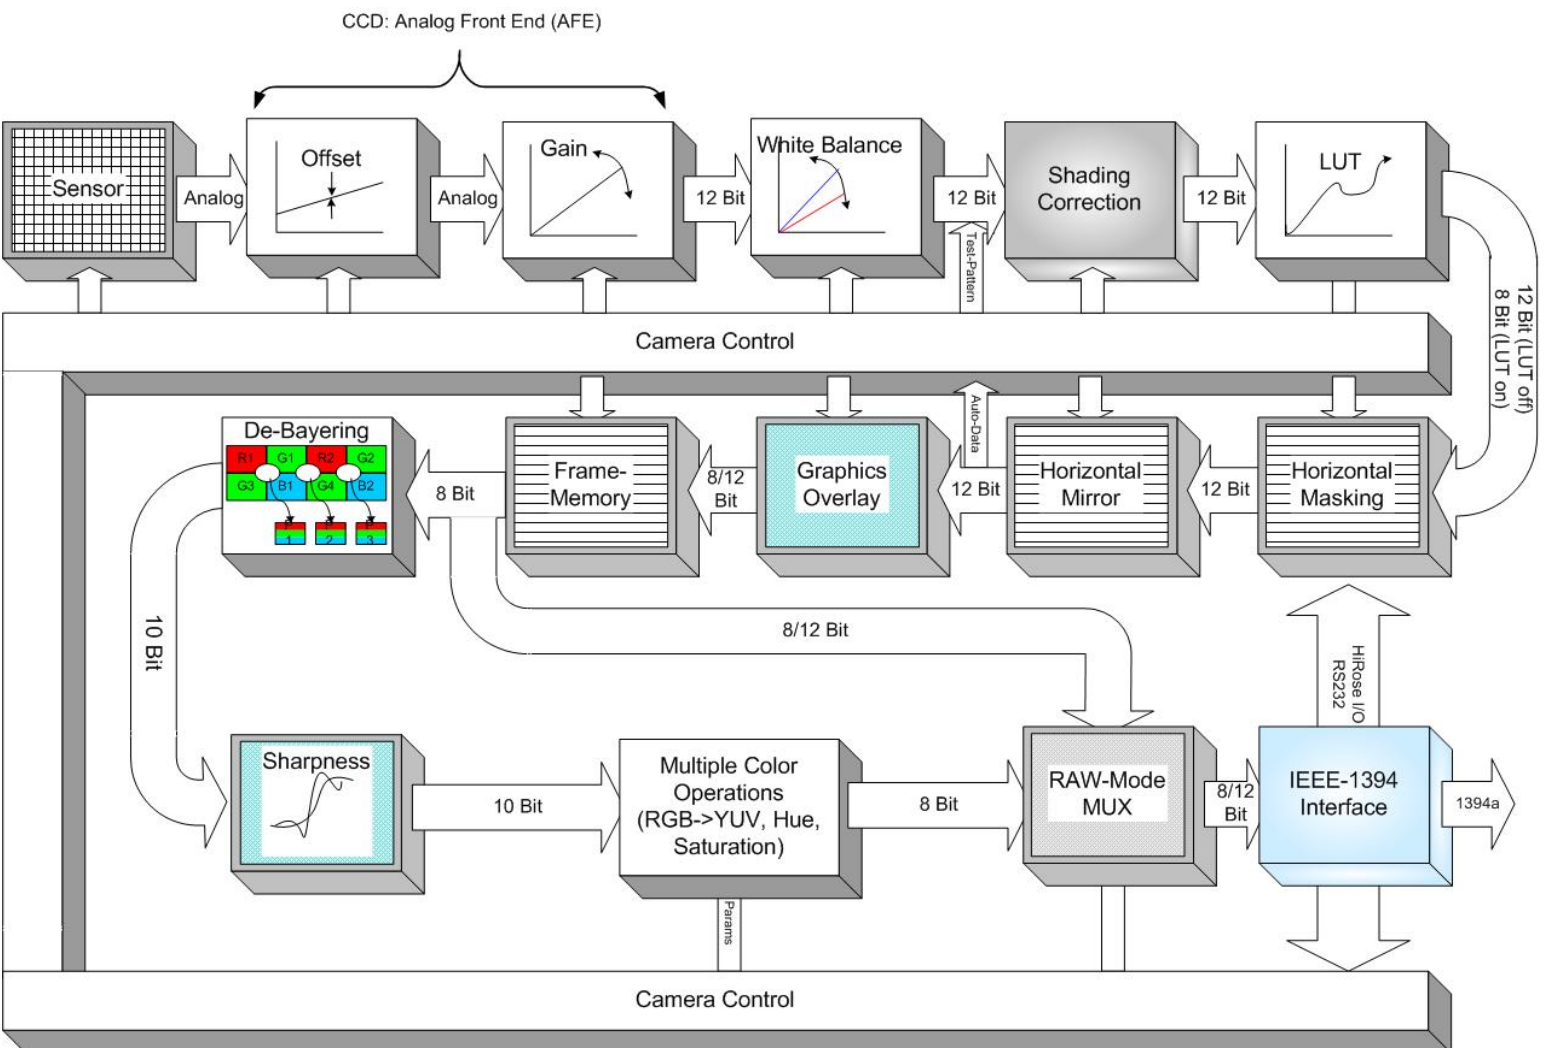 CCD: Analog Front End (AFE)
Sensor
Analog
Offset
Analog
Gain
12 Bit
White Balance
12 Bit
Test-Pattern
Shading
Correction
12 Bit
LUT
12 Bit (LUT off)
8 Bit (LUT on)
Camera Control
De-Bayering
R1
G1
R2
G2
G3
B1
G4
B2
P
1
P
2
P
3
8 Bit
Frame-
Memory
8/12
Bit
Graphics
Overlay
Auto-Data
12 Bit
Horizontal
Mirror
12 Bit
Horizontal
Masking
10 Bit
8/12 Bit
HiRose I/O
RS232
Sharpness
10 Bit
Multiple Color
Operations
(RGB->YUV, Hue,
Saturation)
8 Bit
RAW-Mode
MUX
8/12
Bit
IEEE-1394
Interface
1394a
Params
Camera Control